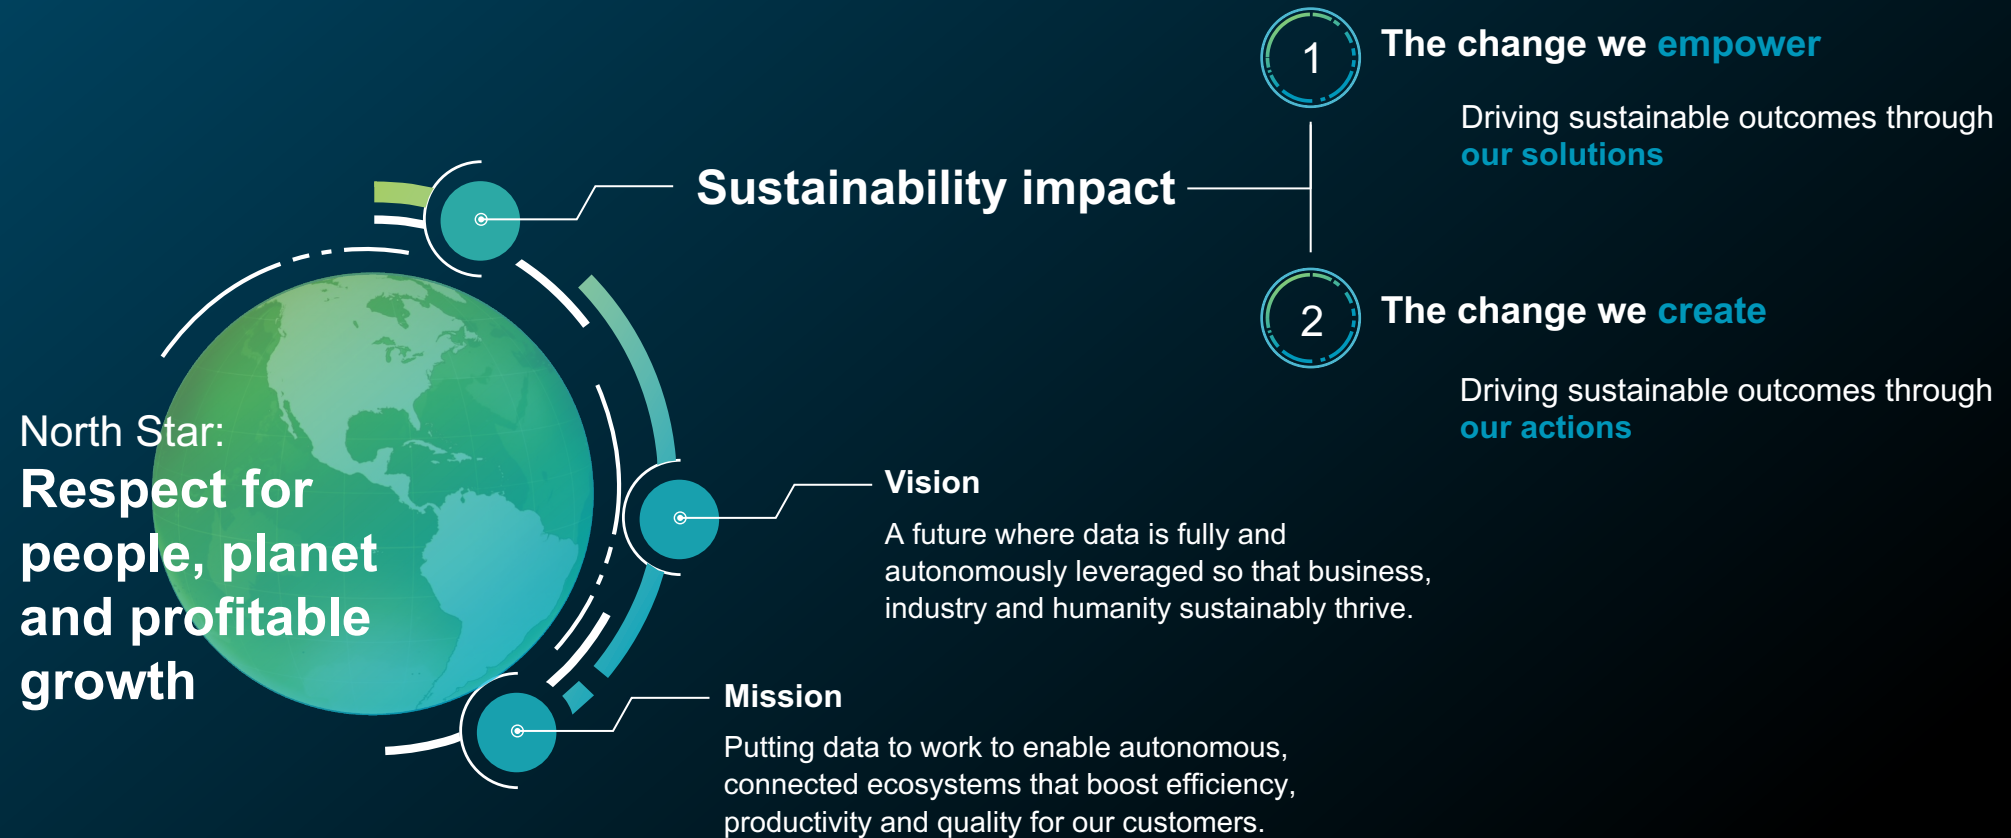 North Star:
Respect for
people, planet
and profitable
growth
Sustainability impact
1
The change we empower
Driving sustainable outcomes through
our solutions
2
The change we create
Driving sustainable outcomes through
our actions
Vision
A future where data is fully and
autonomously leveraged so that business,
industry and humanity sustainably thrive.
Mission
Putting data to work to enable autonomous,
connected ecosystems that boost efficiency,
productivity and quality for our customers.